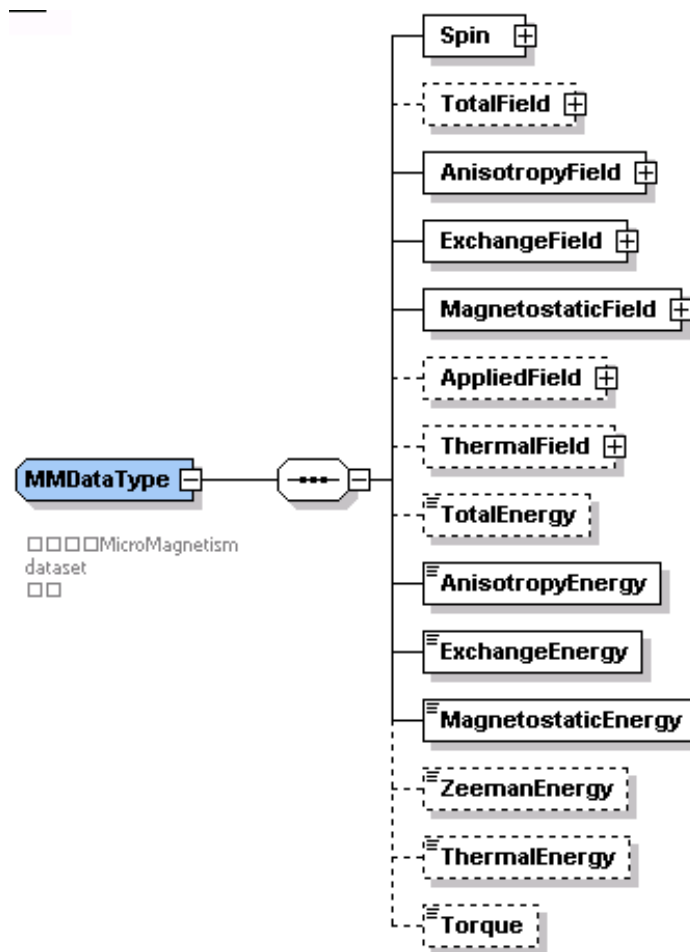 Spin
TotalField
AnisotropyField
ExchangeField
MagnetostaticField
AppliedField
ThermalField
MMDataType
TotalEnergy
□□□□MicroMagnetism
dataset
□□
AnisotropyEnergy
ExchangeEnergy
MagnetostaticEnergy
ZeemanEnergy
ThermalEnergy
Torque